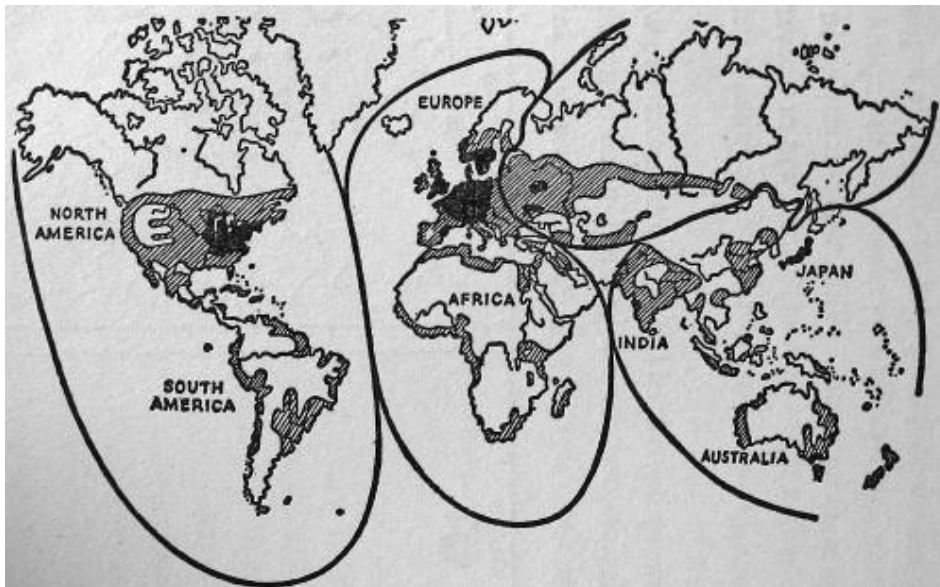 EUROPE
NORTH
AMERICA
AFRICA
JAPAN
INDIA
SOUTH
AMERICA
AUSTRALIA